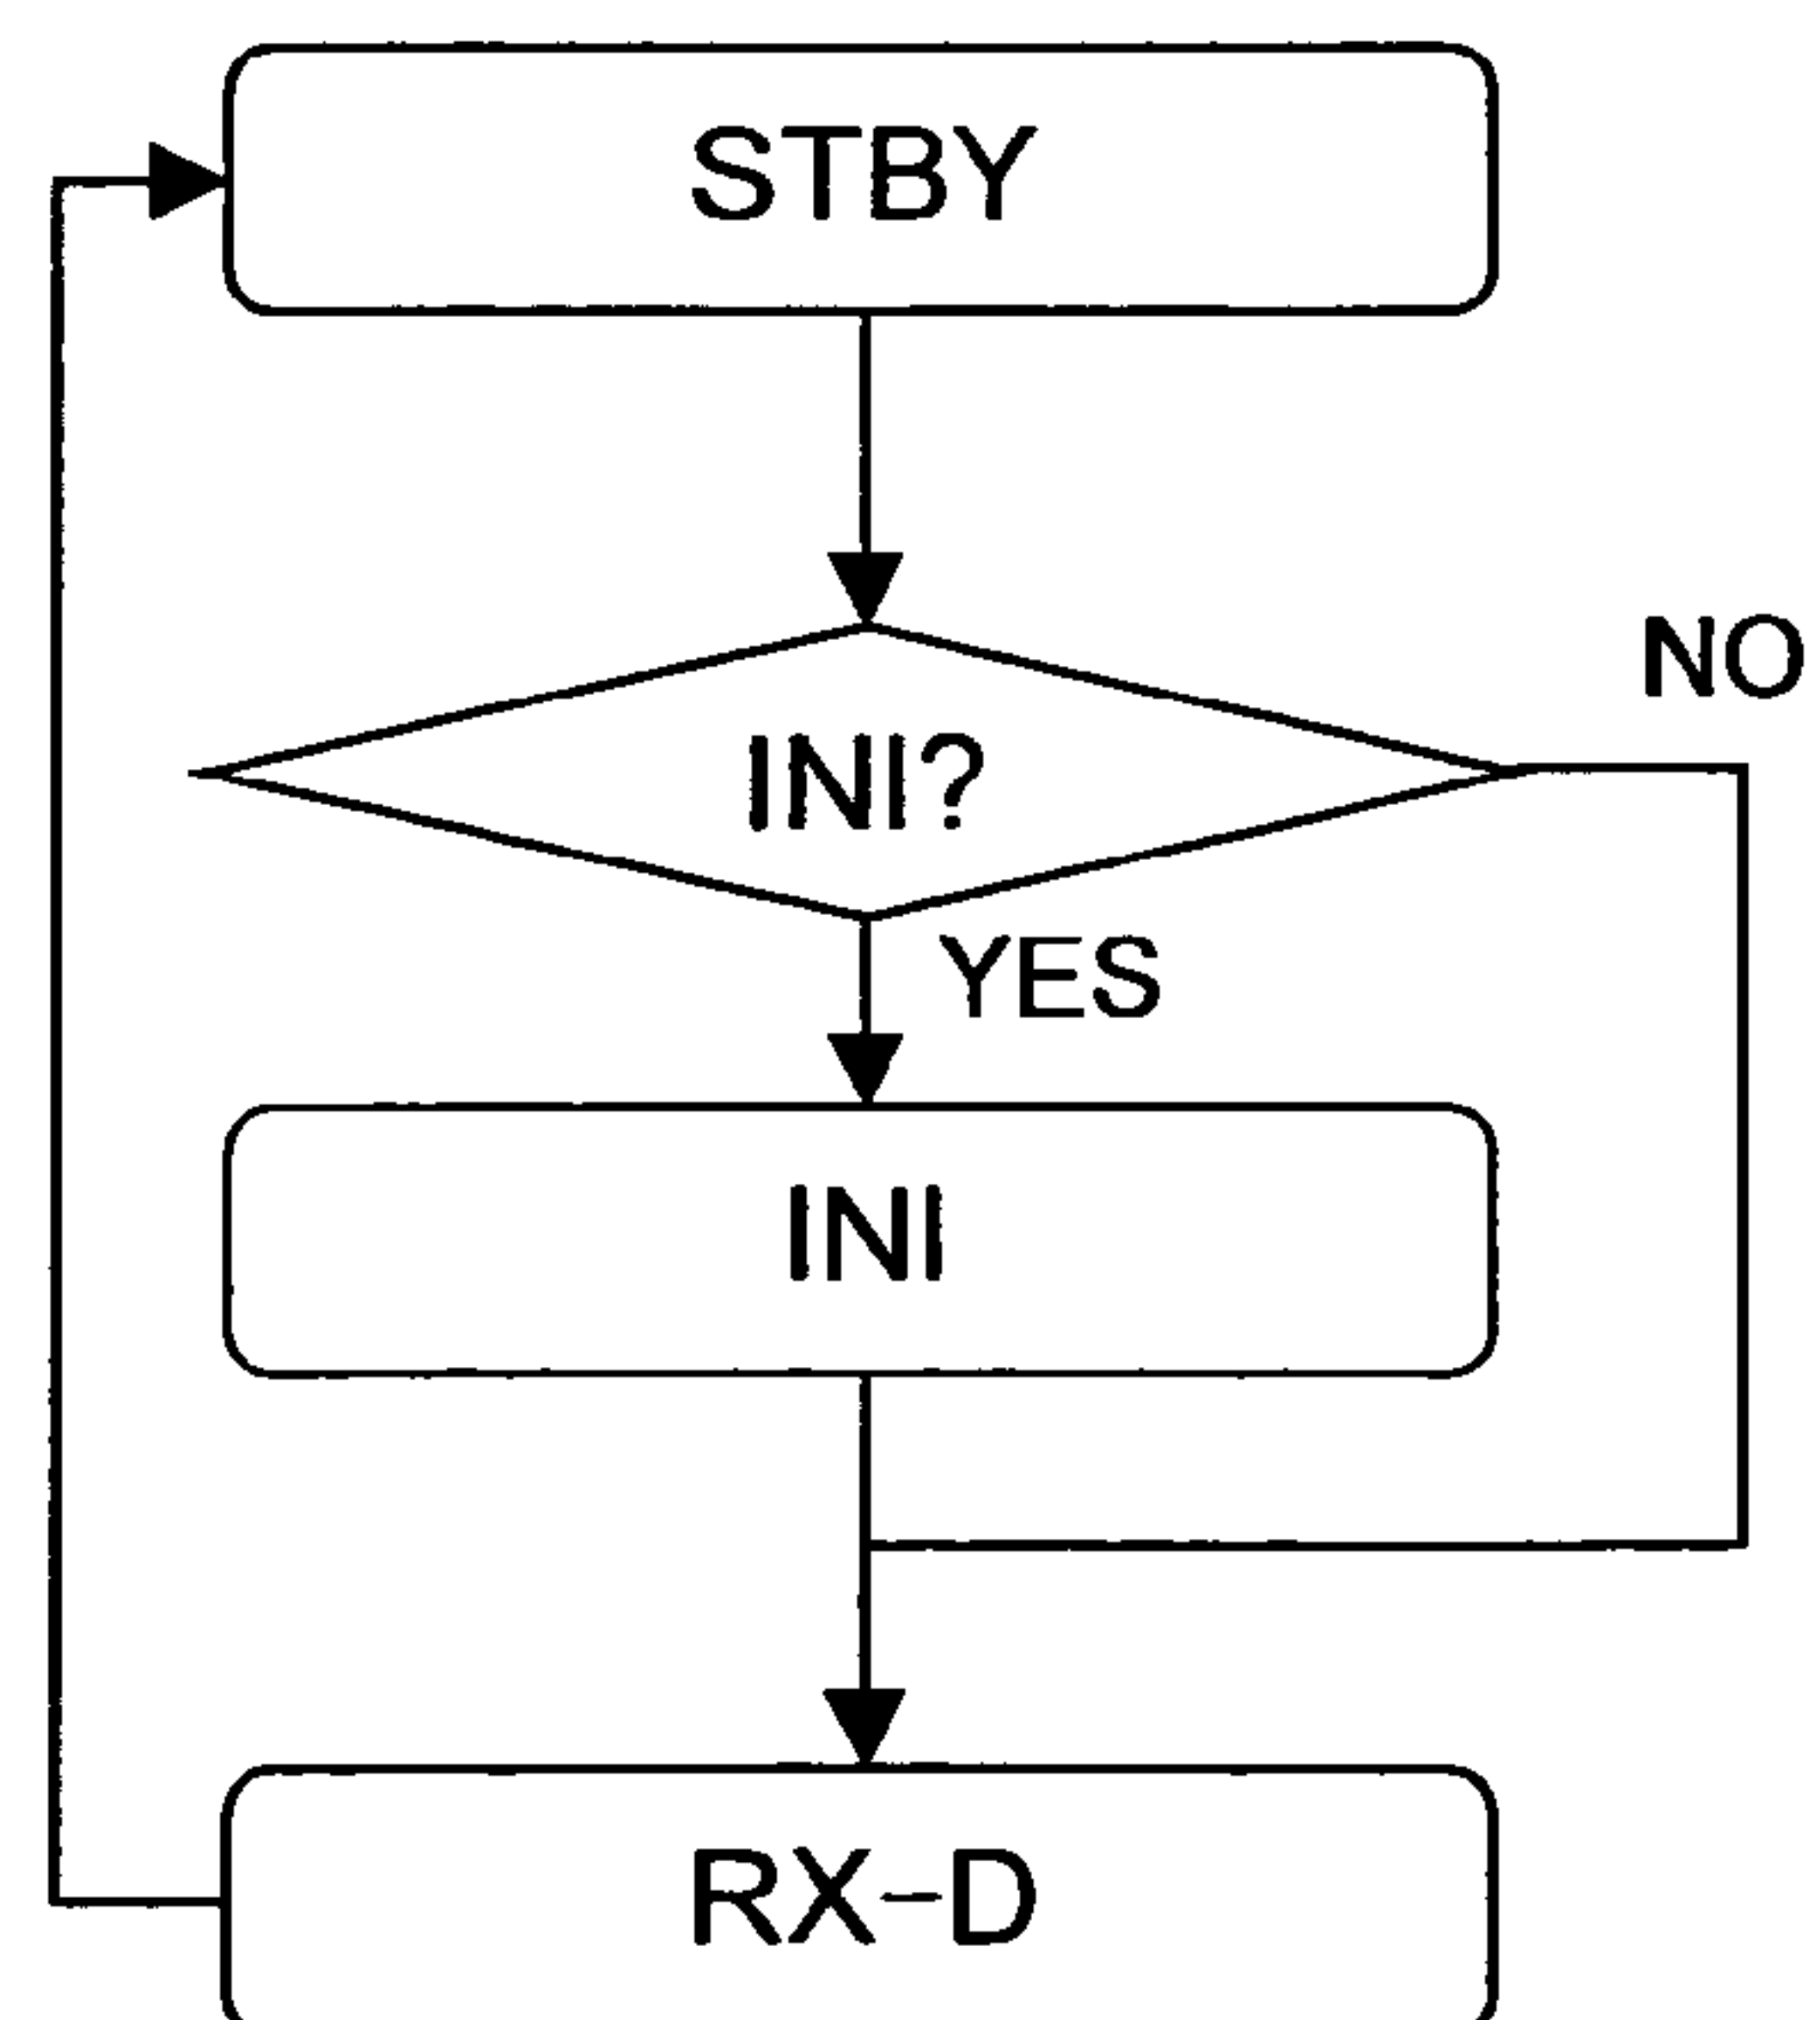 STBY
NO
INI?
YES
INI
RX-D